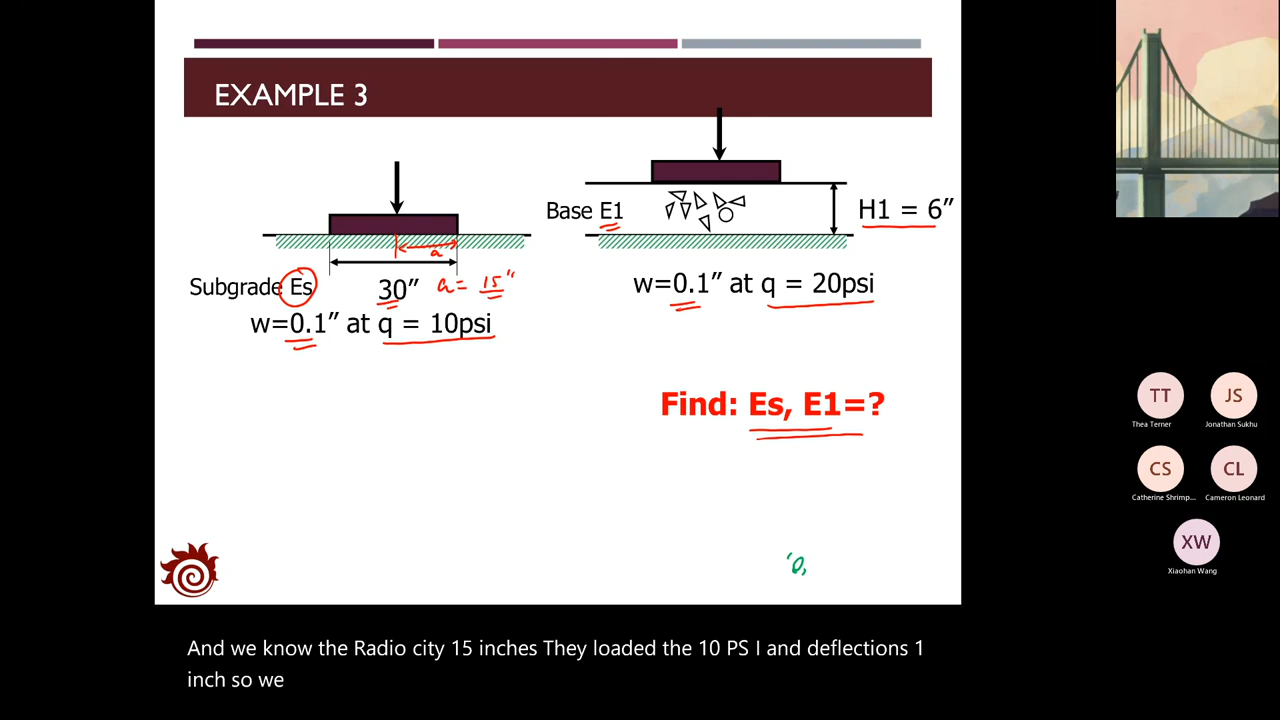 EXAMPLE 3
Base E1
H1 = 6”
a
Subgrade Es
30”
a = 15"
w=0.1” at q = 10psi
w=0.1” at q = 20psi
Find: Es, E1=?
And we know the Radio city 15 inches They loaded the 10 PS I and deflections 1
inch so we
TT
Thea Terner
JS
Jonathan Sukhu
CS
Catherine Shrimp...
CL
Cameron Leonard
XW
Xiaohan Wang